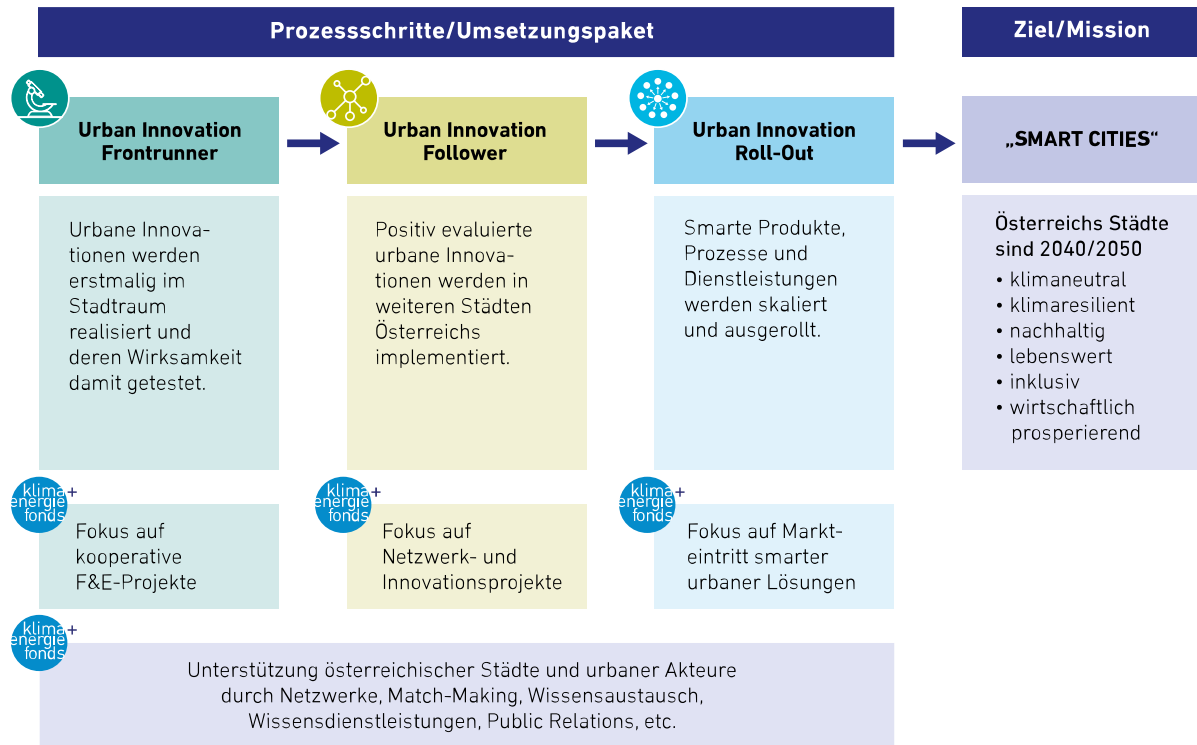 Prozessschritte/Umsetzungspaket
Ziel/Mission
Urban Innovation
Frontrunner
Urban Innovation
Follower
Urban Innovation
Roll-Out
„SMART CITIES“
Urbane Innova-
tionen werden
erstmalig im
Stadtraum
realisiert und
deren Wirksamkeit
damit getestet.
Positiv evaluierte
urbane Innova-
tionen werden in
weiteren Städten
Österreichs
implementiert.
Smarte Produkte,
Prozesse und
Dienstleistungen
werden skaliert
und ausgerollt.
Österreichs Städte
sind 2040/2050
• klimaneutral
• klimaresilient
• nachhaltig
• lebenswert
• inklusiv
• wirtschaftlich
prosperierend
klima+
energie
fonds
Fokus auf
kooperative
F&E-Projekte
klima+
energie
fonds
Fokus auf
Netzwerk- und
Innovationsprojekte
klima+
energie
fonds
Fokus auf Markt-
eintritt smarter
urbaner Lösungen
klima+
energie
fonds
Unterstützung österreichischer Städte und urbaner Akteure
durch Netzwerke, Match-Making, Wissensaustausch,
Wissensdienstleistungen, Public Relations, etc.